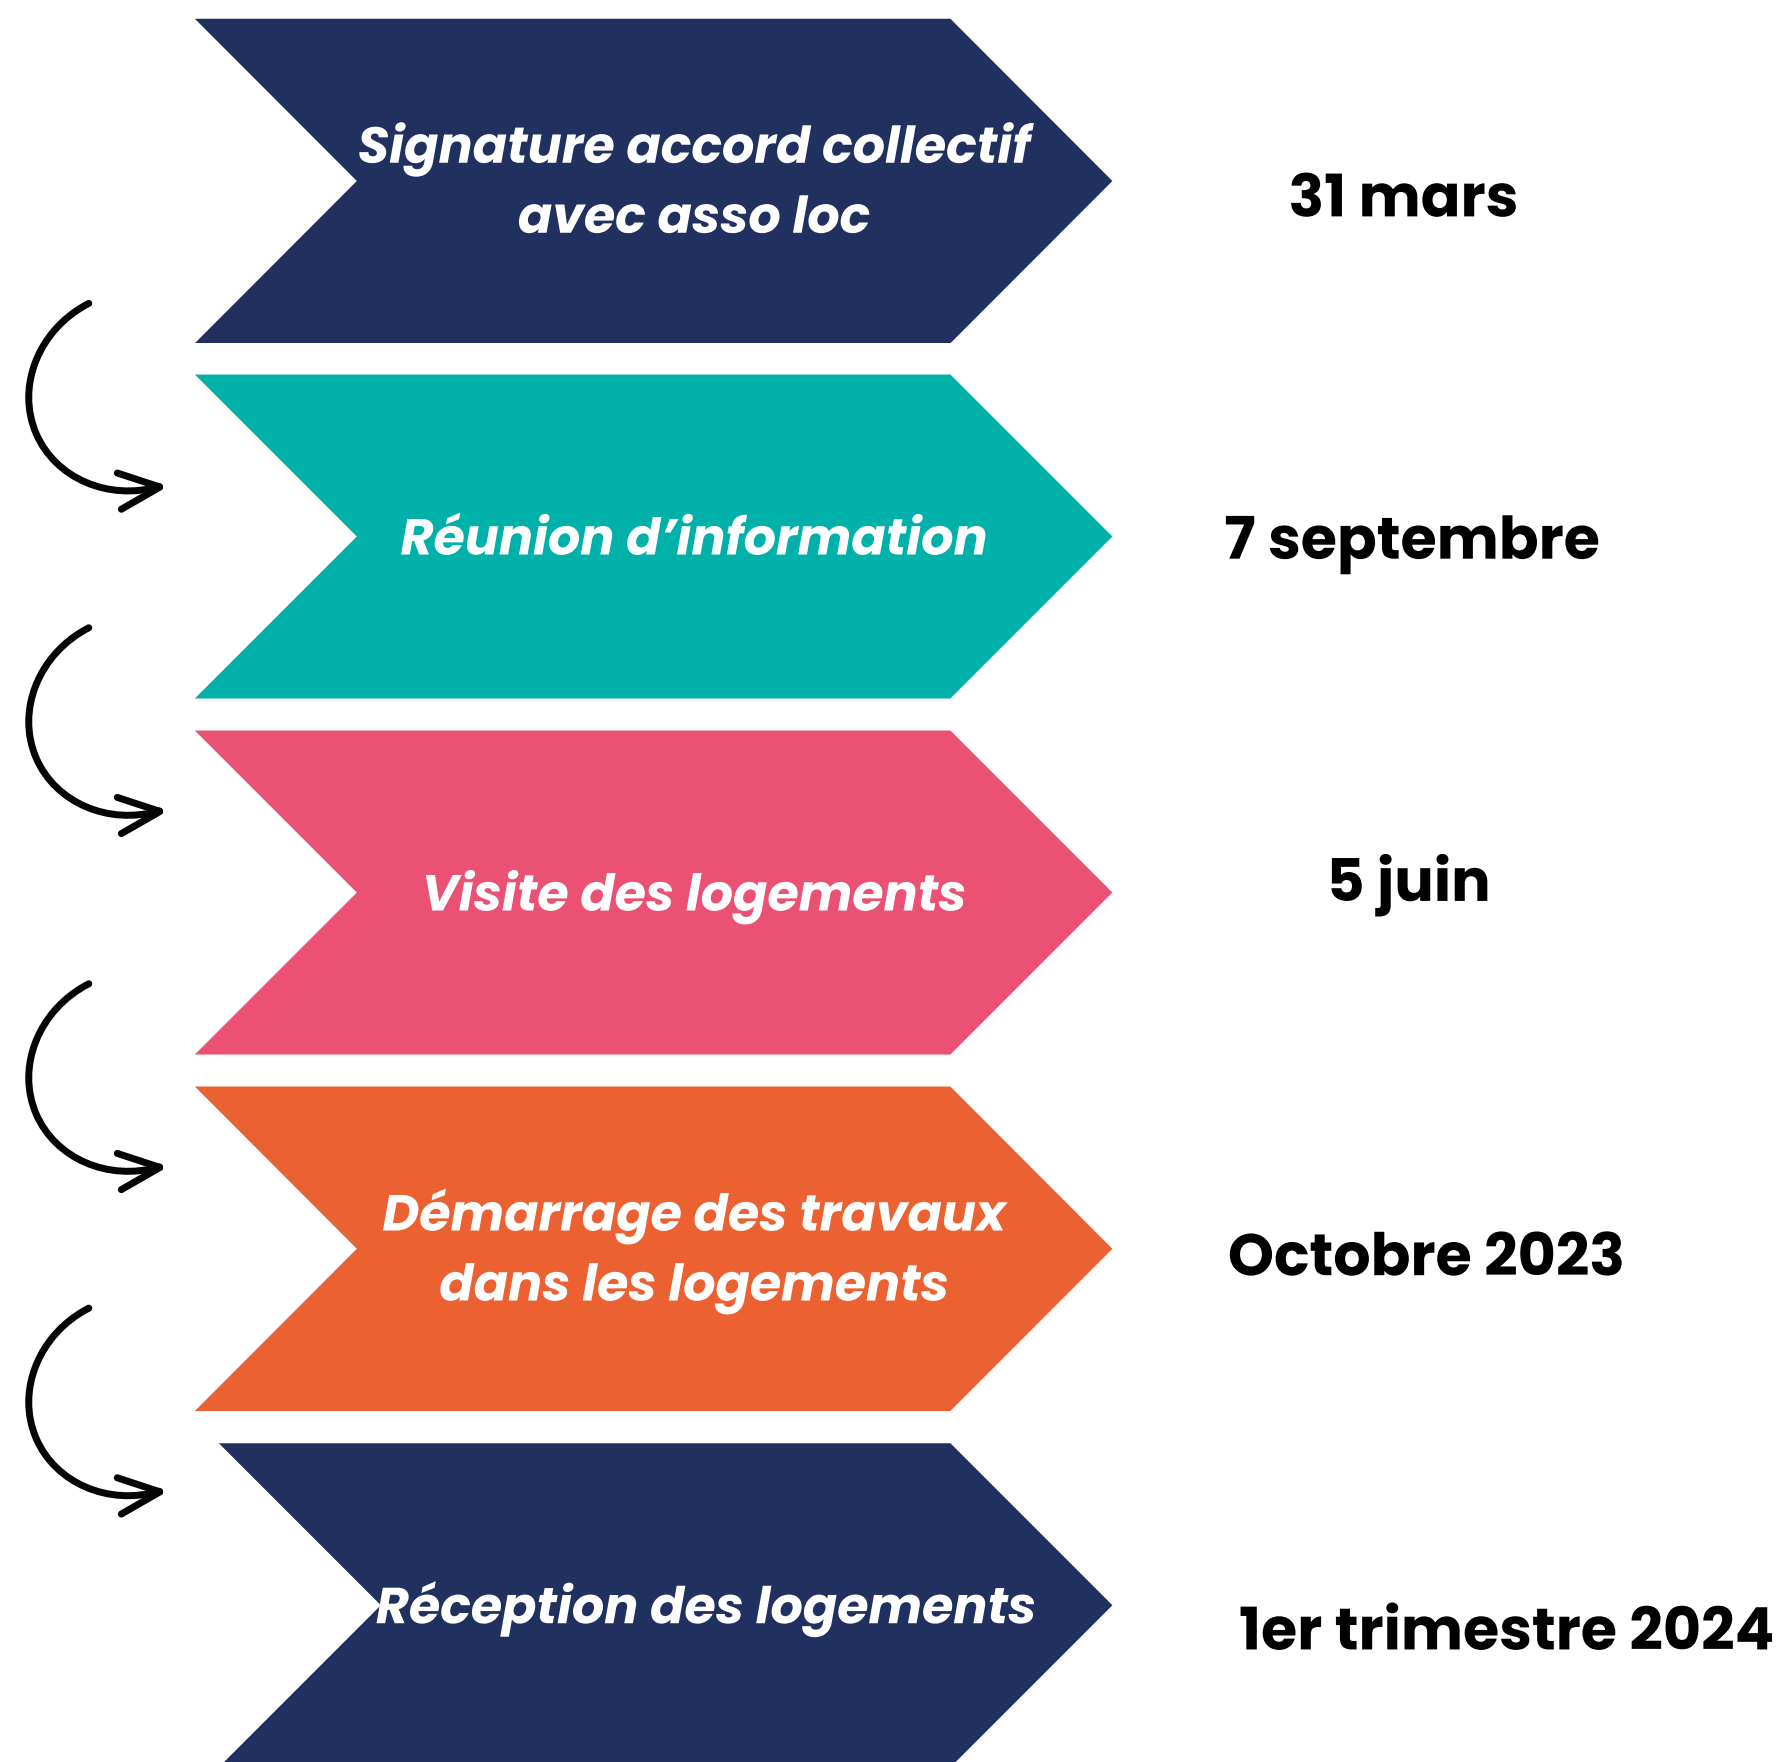 Signature accord collectif
avec asso loc
31 mars
Réunion d’information
7 septembre
Visite des logements
5 juin
Démarrage des travaux
dans les logements
Octobre 2023
Réception des logements
1er trimestre 2024